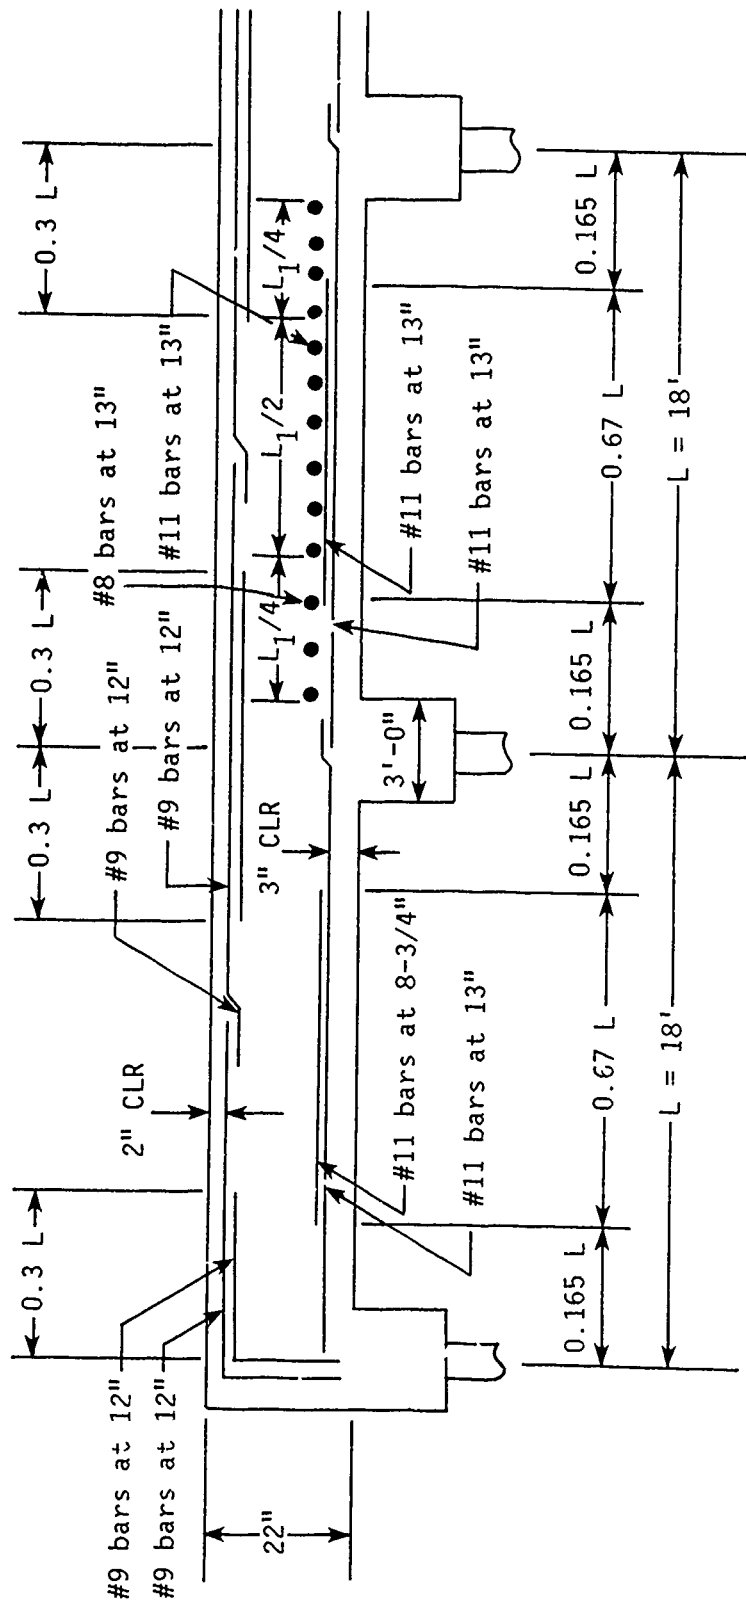 0.3 L
0.3 L
0.3 L
0.3 L
#9 bars at 12"
#9 bars at 12"
#9 bars at 12"
#9 bars at 12"
#8 bars at 13"
#11 bars at 13"
2" CLR
3" CLR
22"
L1/4
L1/2
L1/4
3'-0"
#11 bars at 8-3/4"
#11 bars at 13"
#11 bars at 13"
#11 bars at 13"
0.165 L
0.67 L
0.165 L
0.165 L
0.67 L
0.165 L
L = 18'
L = 18'